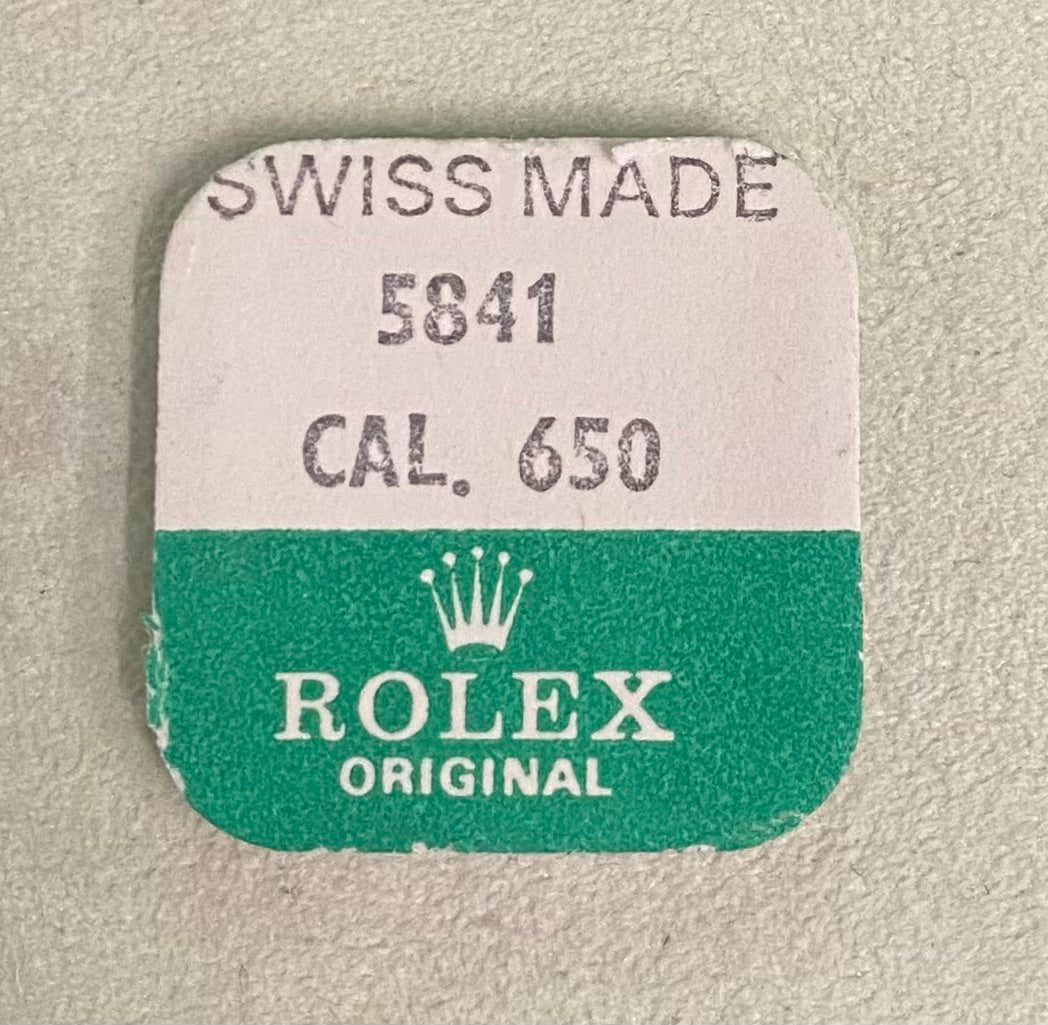 SWISS MADE
5841
CAL. 650
ROLEX
ORIGINAL